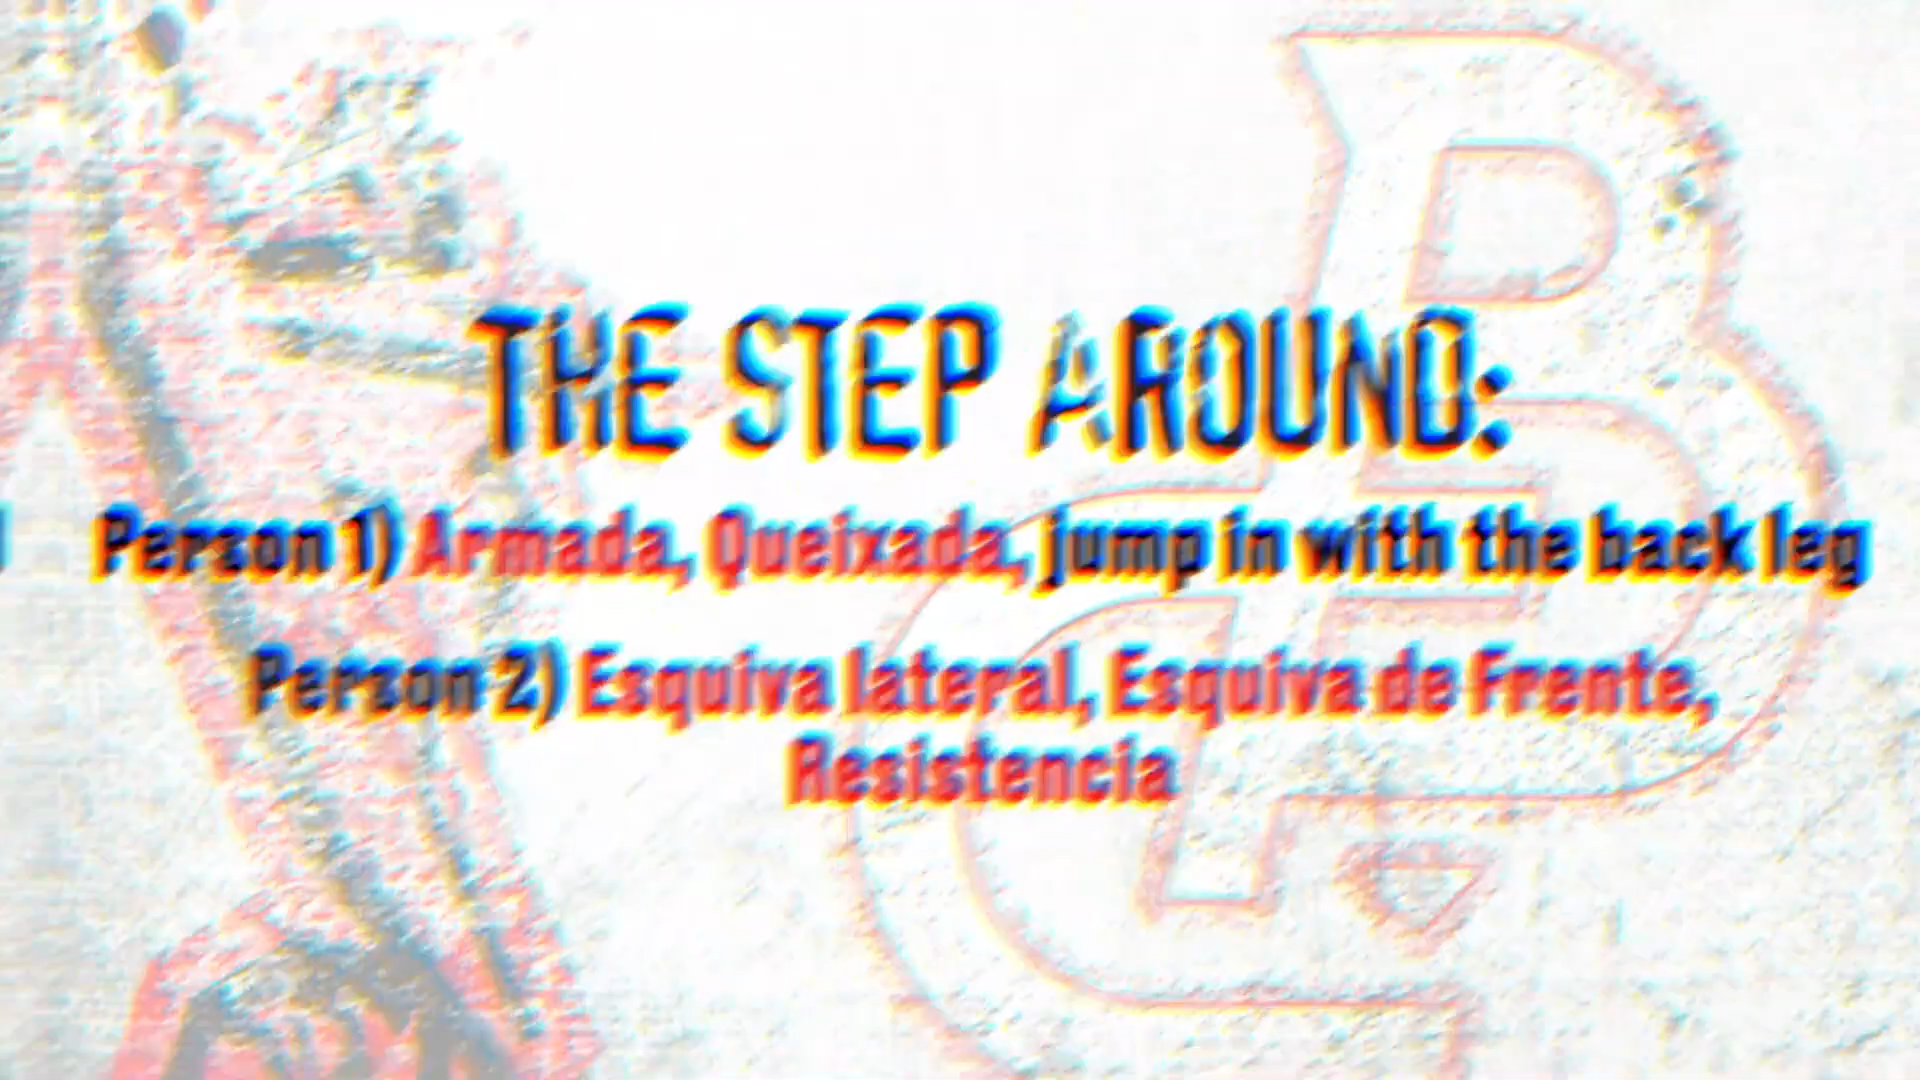 THE STEP AROUND:
Person 1) Armada, Queixada, jump in with the back leg
Person 2) Esquiva lateral, Esquiva de Frente,
Resistencia